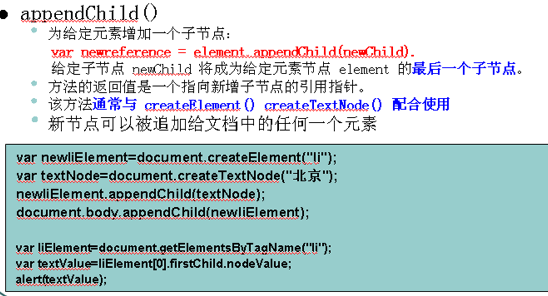 appendChild()
为给定元素增加一个子节点：
var newreference = element.appendChild(newChild).
给定子节点 newChild 将成为给定元素节点 element 的最后一个子节点。
方法的返回值是一个指向新增子节点的引用指针。
该方法通常与 createElement() createTextNode() 配合使用
新节点可以被追加给文档中的任何一个元素
var newliElement=document.createElement("li");
var textNode=document.createTextNode("北京");
newliElement.appendChild(textNode);
document.body.appendChild(newliElement);
var liElement=document.getElementsByTagName("li");
var textValue=liElement[0].firstChild.nodeValue;
alert(textValue);